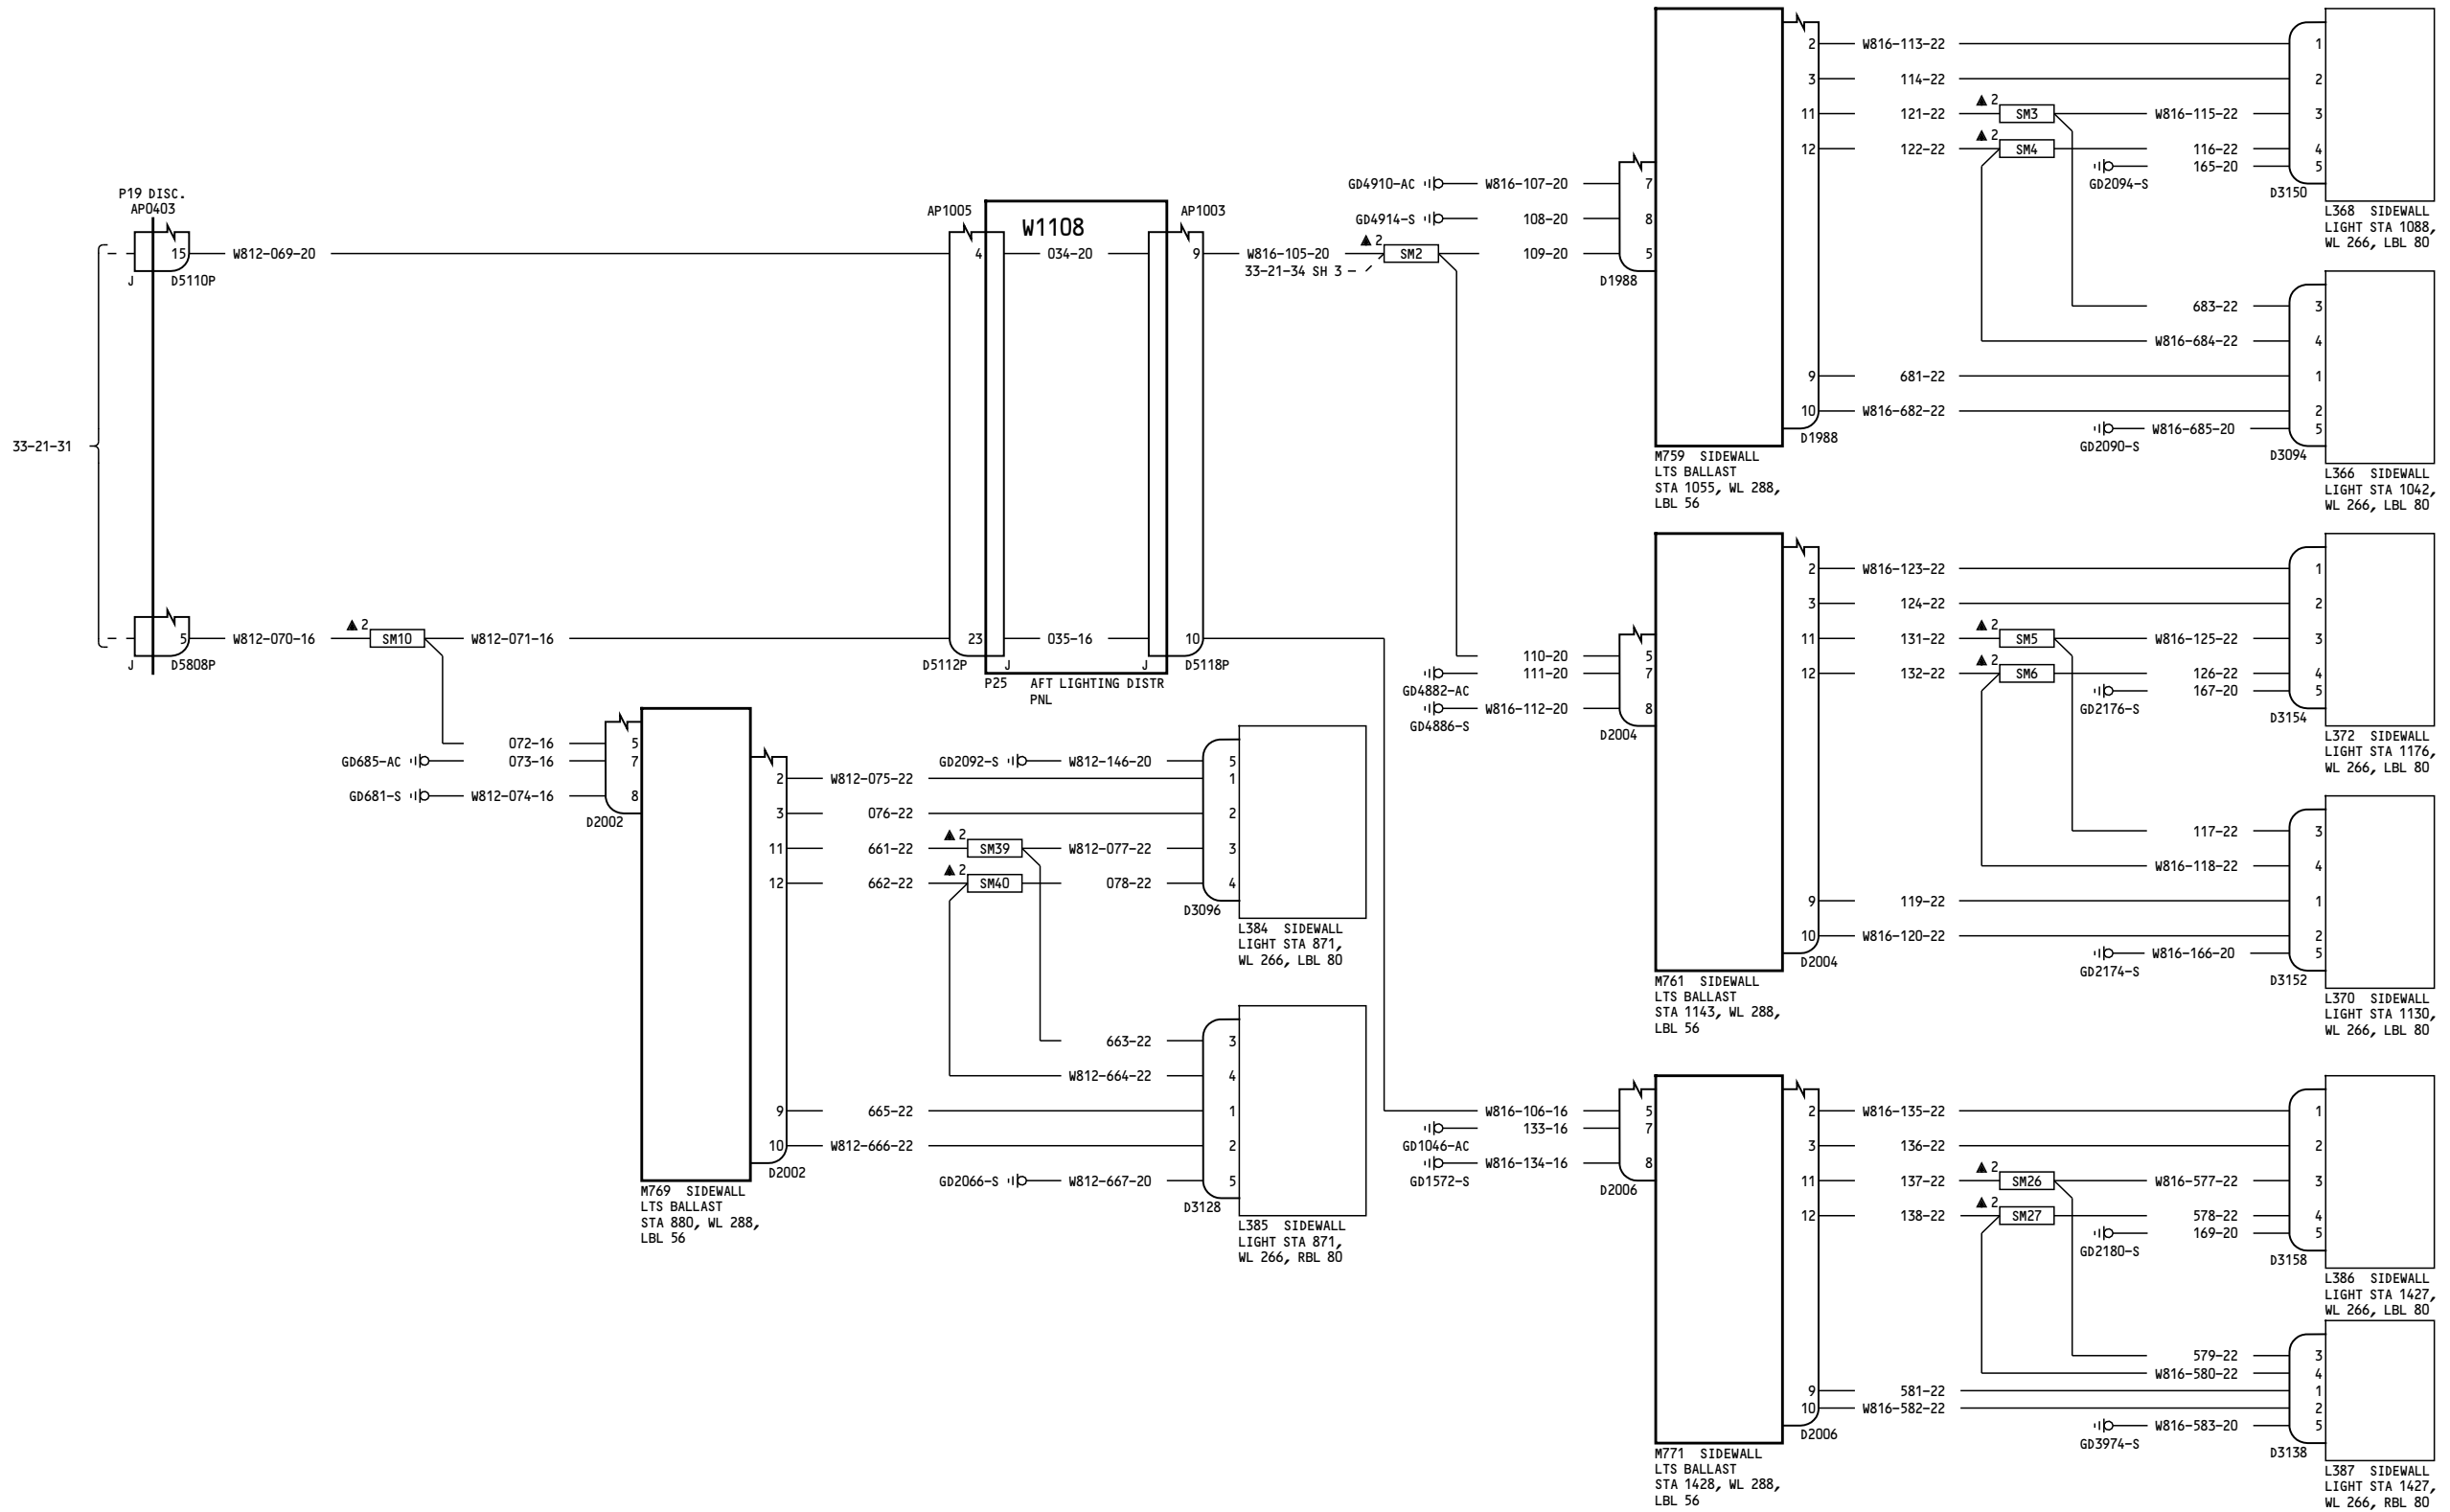 33-21-31
P19 DISC.
AP0403
15
J
D5110P
W812-069-20
5
J
D5808P
W812-070-16
▲ 2
SM10
W812-071-16
072-16
GD685-AC
073-16
GD681-S
W812-074-16
5
7
8
D2002
M769 SIDEWALL
LTS BALLAST
STA 880, WL 288,
LBL 56
2
3
11
12
9
10
D2002
W812-075-22
076-22
661-22
662-22
665-22
W812-666-22
▲ 2
SM39
▲ 2
SM40
GD2092-S
W812-146-20
W812-077-22
078-22
5
1
2
3
4
D3096
L384 SIDEWALL
LIGHT STA 871,
WL 266, LBL 80
663-22
W812-664-22
GD2066-S
W812-667-20
3
4
1
2
5
D3128
L385 SIDEWALL
LIGHT STA 871,
WL 266, RBL 80
AP1005
4
23
D5112P
J
W1108
034-20
035-16
P25 AFT LIGHTING DISTR
PNL
AP1003
9
10
J
D5118P
W816-105-20
33-21-34 SH 3
▲ 2
SM2
GD4910-AC
W816-107-20
GD4914-S
108-20
109-20
7
8
5
D1988
M759 SIDEWALL
LTS BALLAST
STA 1055, WL 288,
LBL 56
2
3
11
12
9
10
D1988
W816-113-22
114-22
121-22
122-22
681-22
W816-682-22
▲ 2
SM3
▲ 2
SM4
W816-115-22
116-22
GD2094-S
165-20
1
2
3
4
5
D3150
L368 SIDEWALL
LIGHT STA 1088,
WL 266, LBL 80
683-22
W816-684-22
GD2090-S
W816-685-20
3
4
1
2
5
D3094
L366 SIDEWALL
LIGHT STA 1042,
WL 266, LBL 80
110-20
GD4882-AC
111-20
GD4886-S
W816-112-20
5
7
8
D2004
M761 SIDEWALL
LTS BALLAST
STA 1143, WL 288,
LBL 56
2
3
11
12
9
10
D2004
W816-123-22
124-22
131-22
132-22
119-22
W816-120-22
▲ 2
SM5
▲ 2
SM6
W816-125-22
126-22
GD2176-S
167-20
1
2
3
4
5
D3154
L372 SIDEWALL
LIGHT STA 1176,
WL 266, LBL 80
117-22
W816-118-22
GD2174-S
W816-166-20
3
4
1
2
5
D3152
L370 SIDEWALL
LIGHT STA 1130,
WL 266, LBL 80
W816-106-16
GD1046-AC
133-16
GD1572-S
W816-134-16
5
7
8
D2006
M771 SIDEWALL
LTS BALLAST
STA 1428, WL 288,
LBL 56
2
3
11
12
9
10
D2006
W816-135-22
136-22
137-22
138-22
581-22
W816-582-22
▲ 2
SM26
▲ 2
SM27
W816-577-22
578-22
GD2180-S
169-20
1
2
3
4
5
D3158
L386 SIDEWALL
LIGHT STA 1427,
WL 266, LBL 80
579-22
W816-580-22
GD3974-S
W816-583-20
3
4
1
2
5
D3138
L387 SIDEWALL
LIGHT STA 1427,
WL 266, RBL 80